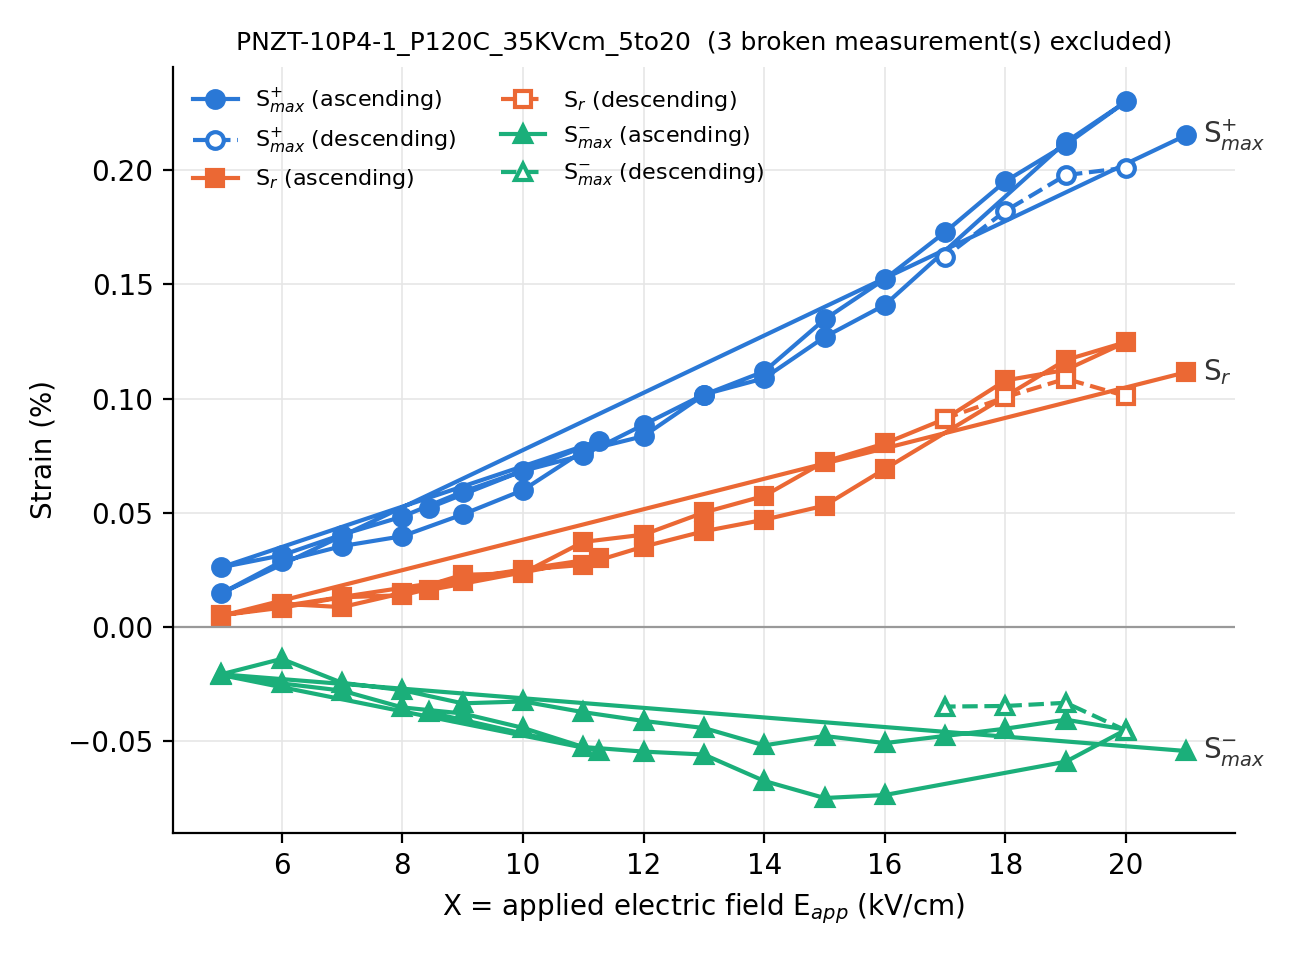 PNZT-10P4-1_P120C_35KVcm_5to20 (3 broken measurement(s) excluded)
S⁺max (ascending)
S⁺max (descending)
Sr (ascending)
Sr (descending)
S⁻max (ascending)
S⁻max (descending)
S⁺max
Sr
S⁻max
Strain (%)
0.20
0.15
0.10
0.05
0.00
−0.05
6 8 10 12 14 16 18 20
X = applied electric field Eapp (kV/cm)